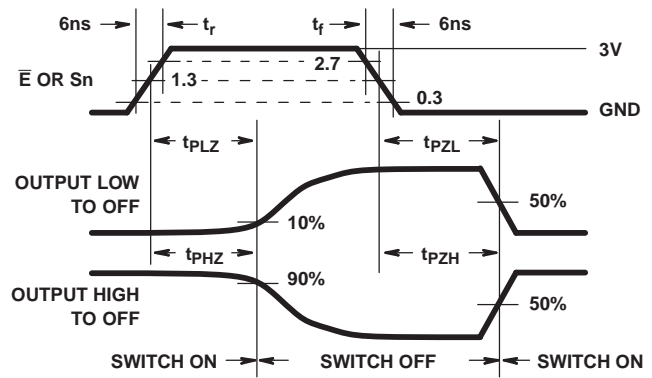 6ns tr tf 6ns
3V
2.7
E̅ OR Sn 1.3
0.3
GND
tPLZ tPZL
OUTPUT LOW
TO OFF
50%
10%
tPHZ tPZH
90%
OUTPUT HIGH
TO OFF
50%
SWITCH ON SWITCH OFF SWITCH ON